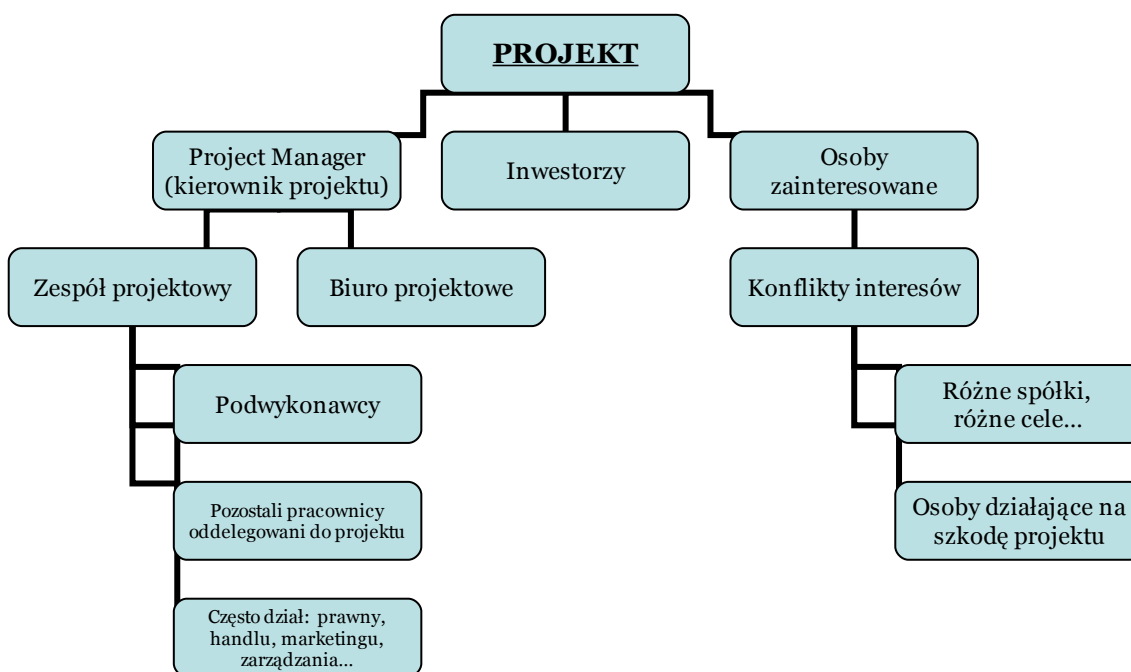 PROJEKT
Project Manager
(kierownik projektu)
Inwestorzy
Osoby
zainteresowane
Zespół projektowy
Biuro projektowe
Konflikty interesów
Podwykonawcy
Różne spółki,
różne cele...
Pozostali pracownicy
oddelegowani do projektu
Osoby działające na
szkodę projektu
Często dział: prawny,
handlu, marketingu,
zarządzania...